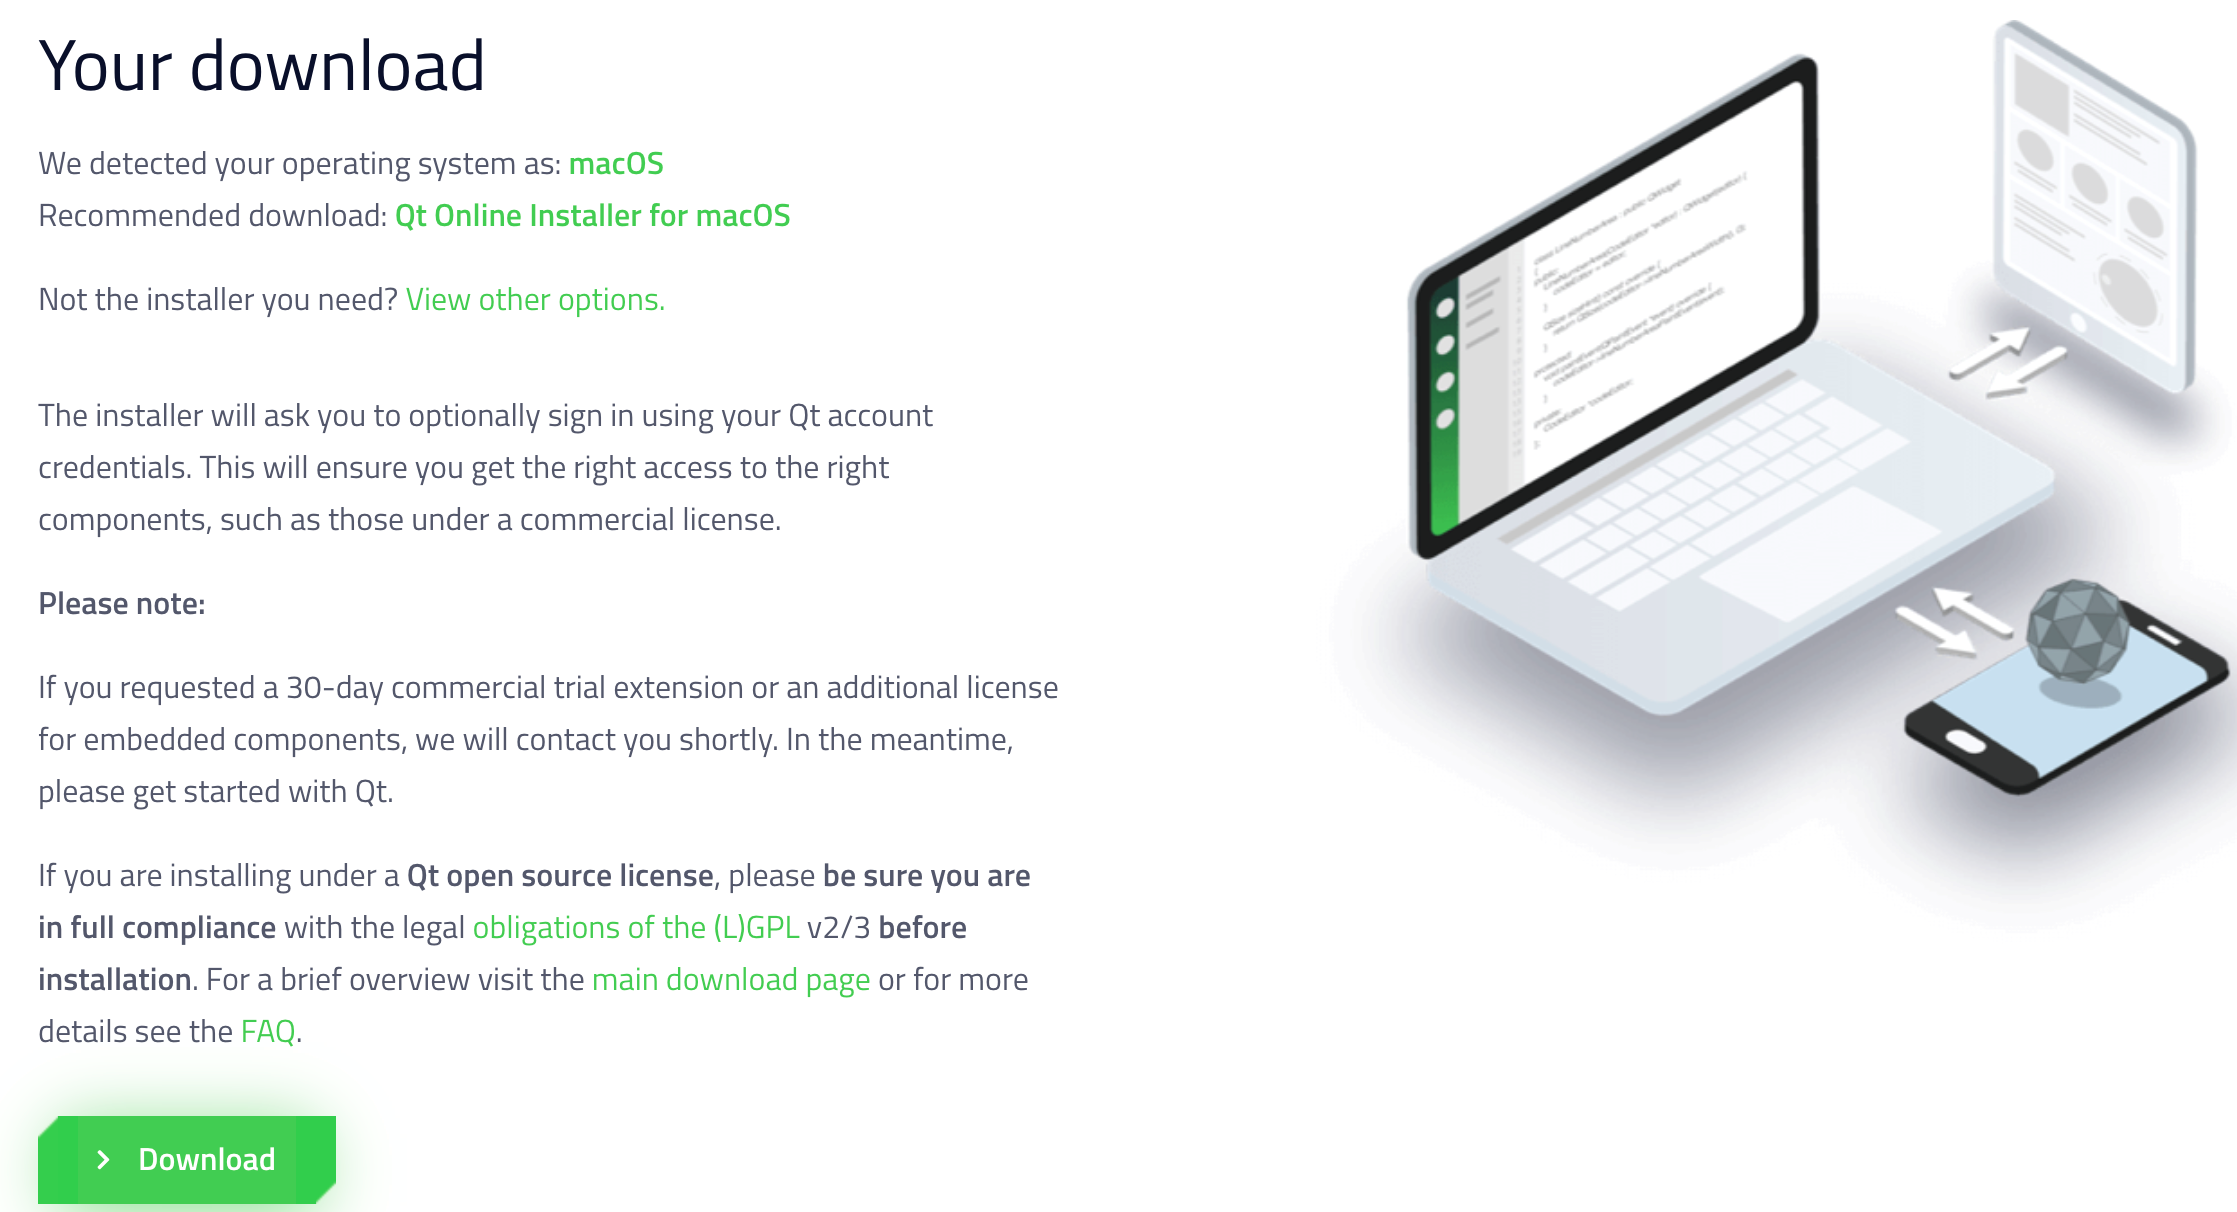 Your download
We detected your operating system as: macOS
Recommended download: Qt Online Installer for macOS
Not the installer you need? View other options.
The installer will ask you to optionally sign in using your Qt account
credentials. This will ensure you get the right access to the right
components, such as those under a commercial license.
Please note:
If you requested a 30-day commercial trial extension or an additional license
for embedded components, we will contact you shortly. In the meantime,
please get started with Qt.
If you are installing under a Qt open source license, please be sure you are
in full compliance with the legal obligations of the (L)GPL v2/3 before
installation. For a brief overview visit the main download page or for more
details see the FAQ.
Download